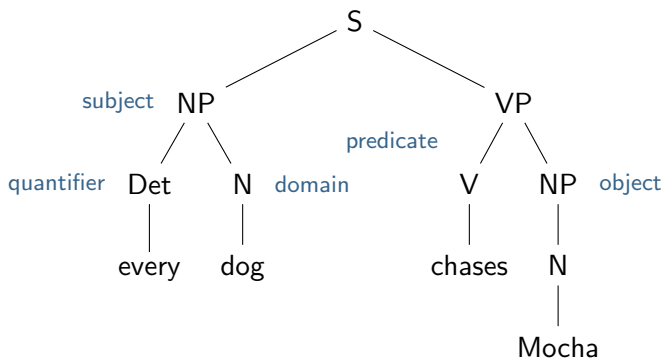 S
subject NP VP
predicate
quantifier Det N domain V NP object
every dog chases N
Mocha